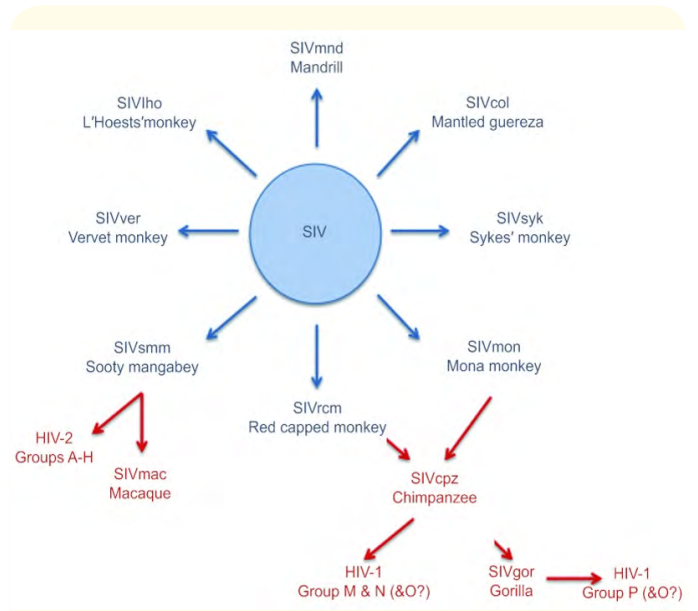 SIVmnd
Mandrill
SIVlho
L'Hoests'monkey
SIVcol
Mantled guereza
SIVver
Vervet monkey
SIV
SIVsyk
Sykes' monkey
SIVsmm
Sooty mangabey
SIVmon
Mona monkey
SIVrcm
Red capped monkey
HIV-2
Groups A-H
SIVmac
Macaque
SIVcpz
Chimpanzee
HIV-1
Group M & N (&O?)
SIVgor
Gorilla
HIV-1
Group P (&O?)